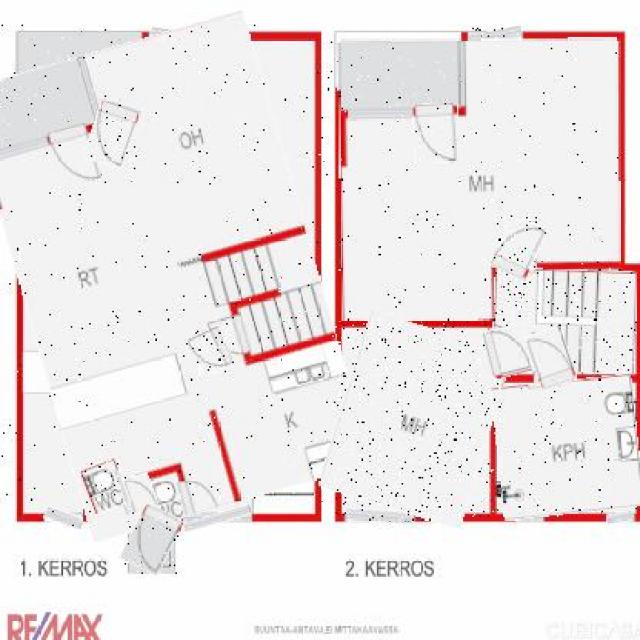 OH
MH
RT
K
MH
KPH
WC
WC
1. KERROS
2. KERROS
RE/MAX
SUUNTAA-ANTAVA, EI MITTAKAAVASSA
CUBICASA